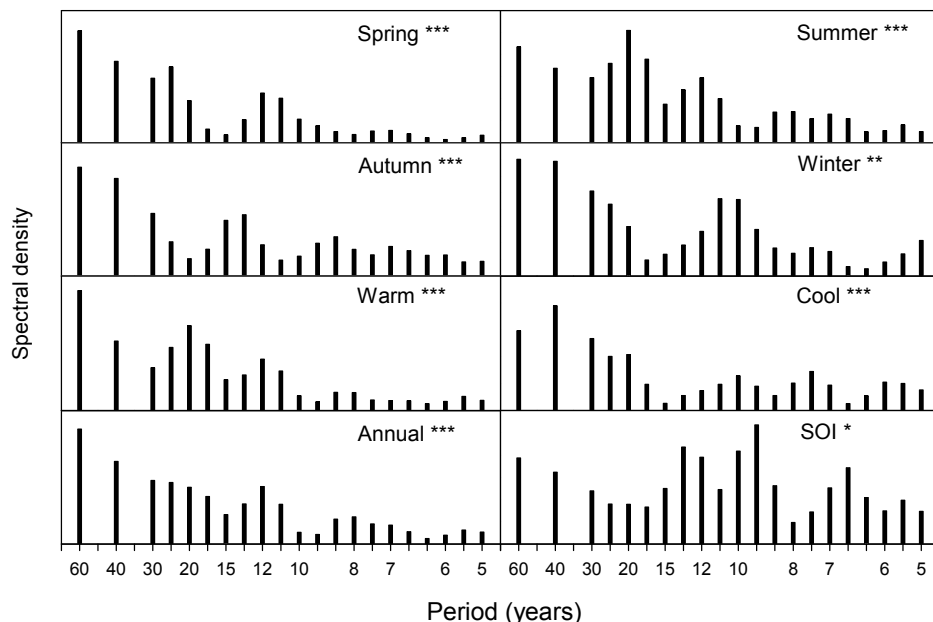 Spring ***
Summer ***
Autumn ***
Winter **
Warm ***
Cool ***
Annual ***
SOI *
Spectral density
60 40 30 20 15 12 10 8 7 6 5
60 40 30 20 15 12 10 8 7 6 5
Period (years)